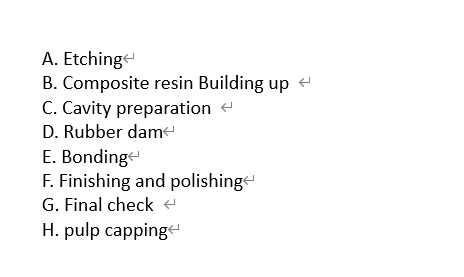 A. Etching
B. Composite resin Building up
C. Cavity preparation
D. Rubber dam
E. Bonding
F. Finishing and polishing
G. Final check
H. pulp capping